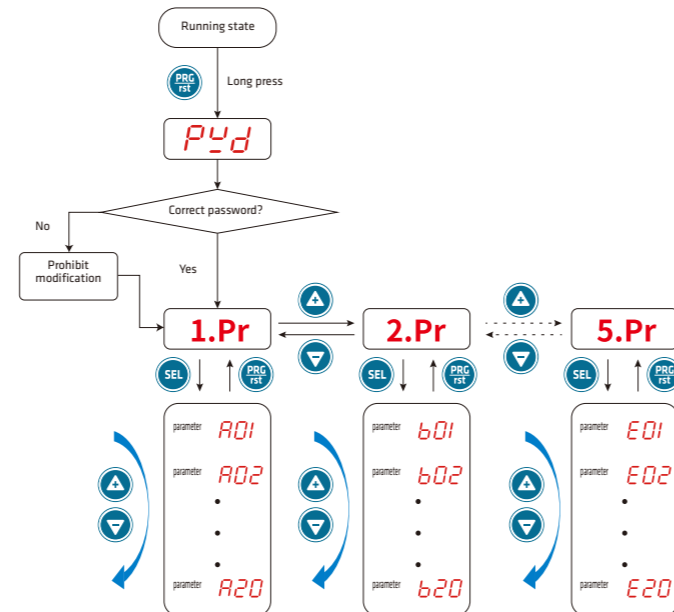 Running state
PRG
rst
Long press
Pyd
Correct password?
No
Yes
Prohibit
modification
1.Pr
2.Pr
5.Pr
+
−
+
−
SEL
PRG
rst
SEL
PRG
rst
SEL
PRG
rst
parameter A01
parameter A02
parameter A20
+
−
parameter b01
parameter b02
parameter b20
+
−
parameter E01
parameter E02
parameter E20
+
−